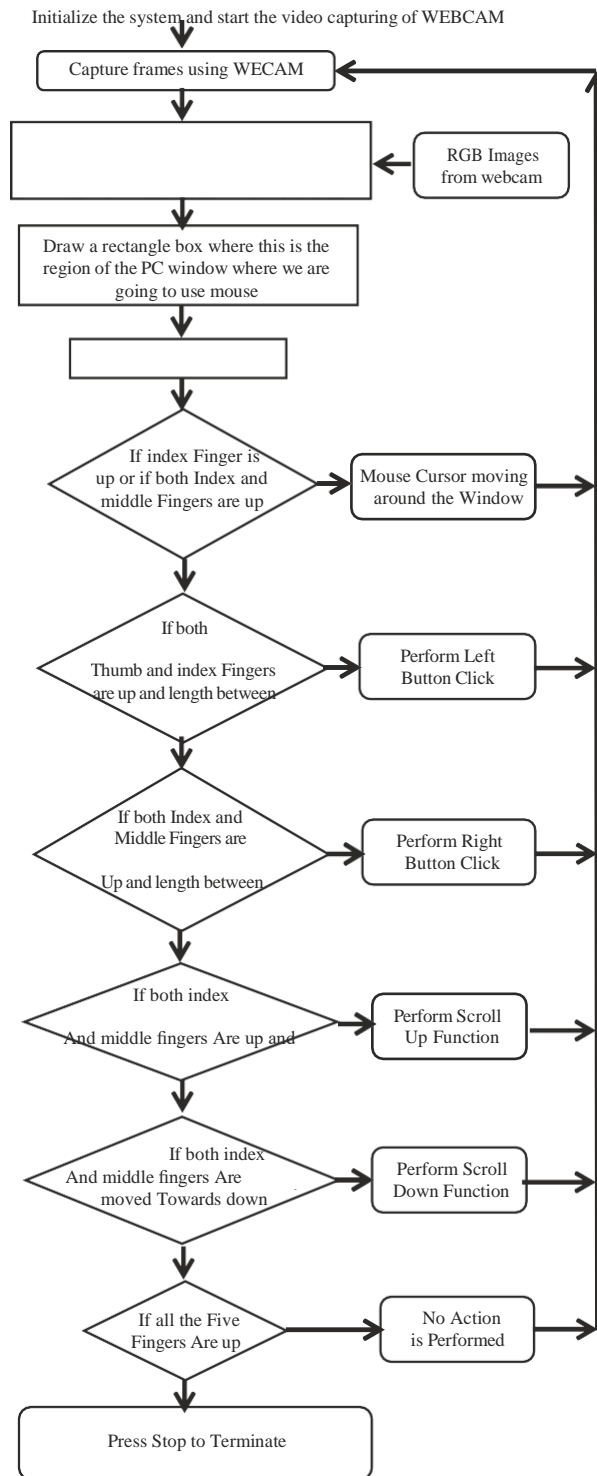 Initialize the system and start the video capturing of WEBCAM
Capture frames using WECAM
RGB Images
from webcam
Draw a rectangle box where this is the
region of the PC window where we are
going to use mouse
If index Finger is
up or if both Index and
middle Fingers are up
Mouse Cursor moving
around the Window
If both
Thumb and index Fingers
are up and length between
Perform Left
Button Click
If both Index and
Middle Fingers are
Up and length between
Perform Right
Button Click
If both index
And middle fingers Are up and
Perform Scroll
Up Function
If both index
And middle fingers Are
moved Towards down
Perform Scroll
Down Function
If all the Five
Fingers Are up
No Action
is Performed
Press Stop to Terminate